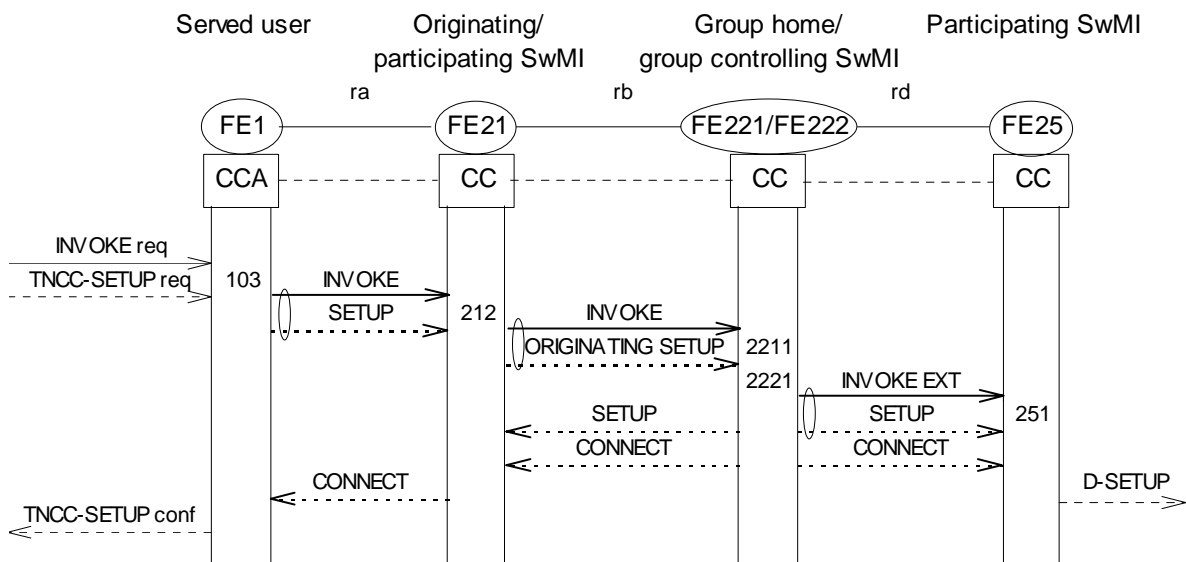 Served user
Originating/
participating SwMI
Group home/
group controlling SwMI
Participating SwMI
ra
rb
rd
FE1
FE21
FE221/FE222
FE25
CCA
CC
CC
CC
INVOKE req
TNCC-SETUP req
103
INVOKE
SETUP
212
INVOKE
ORIGINATING SETUP
2211
2221
INVOKE EXT
SETUP
SETUP
251
CONNECT
CONNECT
CONNECT
D-SETUP
TNCC-SETUP conf